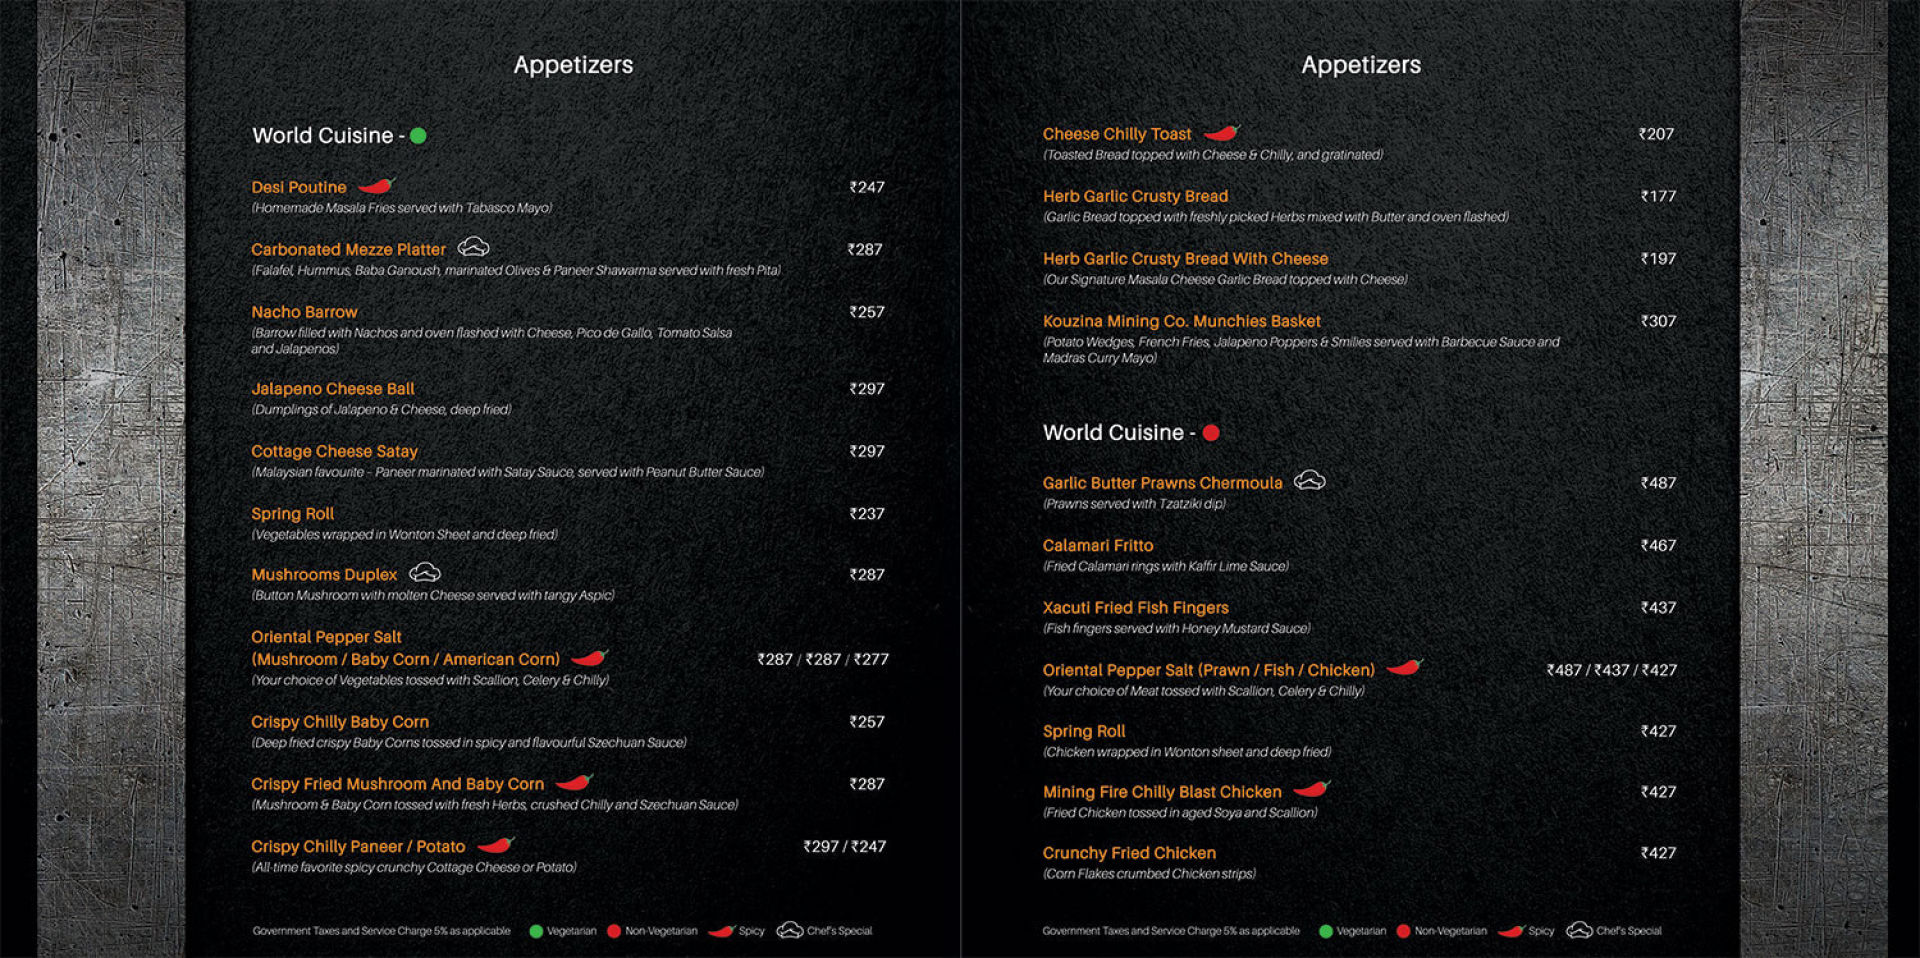 Appetizers
World Cuisine -
Desi Poutine ₹247
(Homemade Masala Fries served with Tabasco Mayo)
Carbonated Mezze Platter ₹287
(Falafel, Hummus, Baba Ganoush, marinated Olives & Paneer Shawarma served with fresh Pita)
Nacho Barrow ₹257
(Barrow filled with Nachos and oven flashed with Cheese, Pico de Gallo, Tomato Salsa
and Jalapenos)
Jalapeno Cheese Ball ₹297
(Dumplings of Jalapeno & Cheese, deep fried)
Cottage Cheese Satay ₹297
(Malaysian favourite - Paneer marinated with Satay Sauce, served with Peanut Butter Sauce)
Spring Roll ₹237
(Vegetables wrapped in Wonton Sheet and deep fried)
Mushrooms Duplex ₹287
(Button Mushroom with molten Cheese served with tangy Aspic)
Oriental Pepper Salt
(Mushroom / Baby Corn / American Corn) ₹287 / ₹287 / ₹277
(Your choice of Vegetables tossed with Scallion, Celery & Chilly)
Crispy Chilly Baby Corn ₹257
(Deep fried crispy Baby Corns tossed in spicy and flavourful Szechuan Sauce)
Crispy Fried Mushroom And Baby Corn ₹287
(Mushroom & Baby Corn tossed with fresh Herbs, crushed Chilly and Szechuan Sauce)
Crispy Chilly Paneer / Potato ₹297 / ₹247
(All-time favorite spicy crunchy Cottage Cheese or Potato)
Government Taxes and Service Charge 5% as applicable Vegetarian Non-Vegetarian Spicy Chef's Special
Appetizers
Cheese Chilly Toast ₹207
(Toasted Bread topped with Cheese & Chilly, and gratinated)
Herb Garlic Crusty Bread ₹177
(Garlic Bread topped with freshly picked Herbs mixed with Butter and oven flashed)
Herb Garlic Crusty Bread With Cheese ₹197
(Our Signature Masala Cheese Garlic Bread topped with Cheese)
Kouzina Mining Co. Munchies Basket ₹307
(Potato Wedges, French Fries, Jalapeno Poppers & Smilies served with Barbecue Sauce and
Madras Curry Mayo)
World Cuisine -
Garlic Butter Prawns Chermoula ₹487
(Prawns served with Tzatziki dip)
Calamari Fritto ₹467
(Fried Calamari rings with Kaffir Lime Sauce)
Xacuti Fried Fish Fingers ₹437
(Fish fingers served with Honey Mustard Sauce)
Oriental Pepper Salt (Prawn / Fish / Chicken) ₹487 / ₹437 / ₹427
(Your choice of Meat tossed with Scallion, Celery & Chilly)
Spring Roll ₹427
(Chicken wrapped in Wonton sheet and deep fried)
Mining Fire Chilly Blast Chicken ₹427
(Fried Chicken tossed in aged Soya and Scallion)
Crunchy Fried Chicken ₹427
(Corn Flakes crumbed Chicken strips)
Government Taxes and Service Charge 5% as applicable Vegetarian Non-Vegetarian Spicy Chef's Special